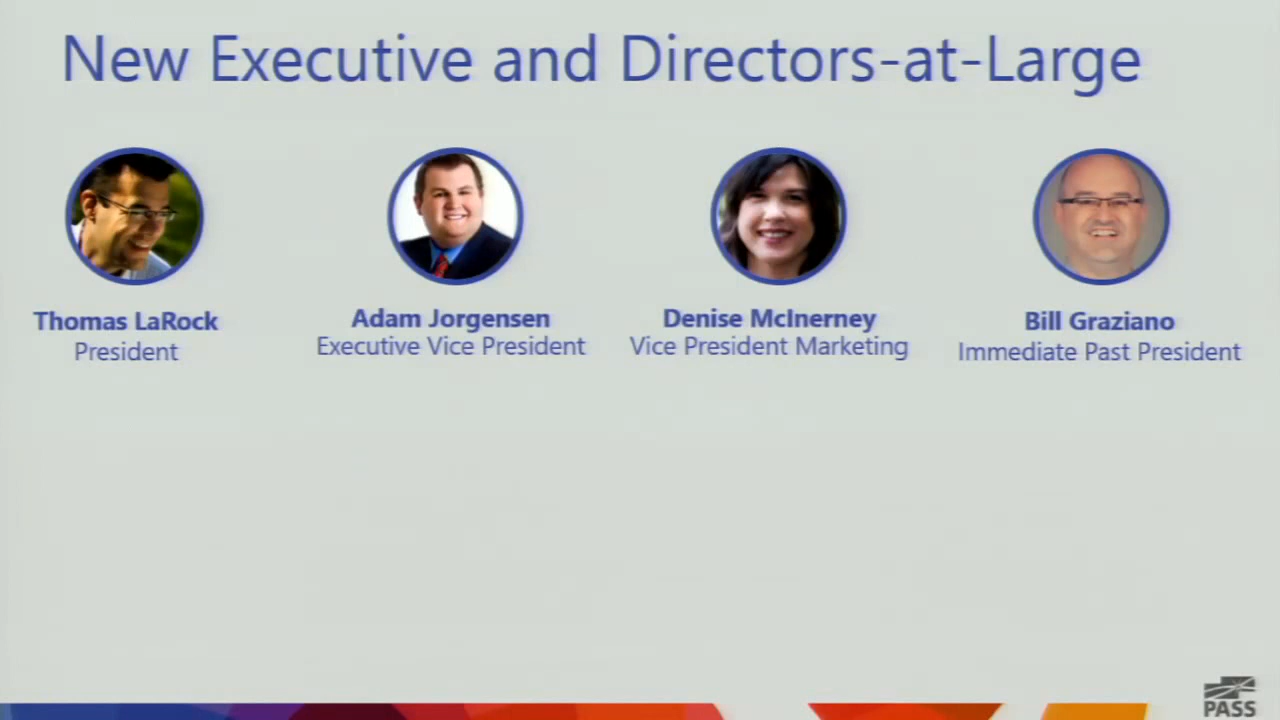 New Executive and Directors-at-Large
Thomas LaRock
President
Adam Jorgensen
Executive Vice President
Denise McInerney
Vice President Marketing
Bill Graziano
Immediate Past President
PASS